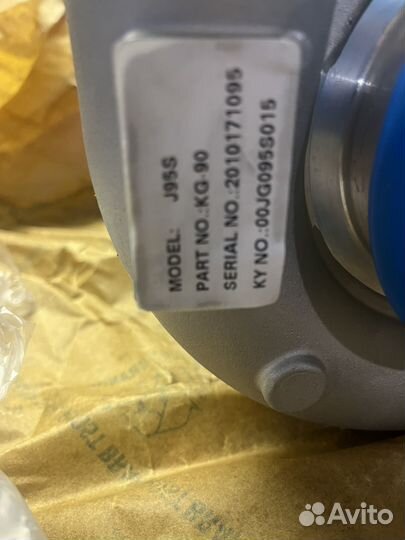 MODEL: J95S
PART NO.:KG-90
SERIAL NO.:2010171095
KY NO.:00JG095S015
Avito